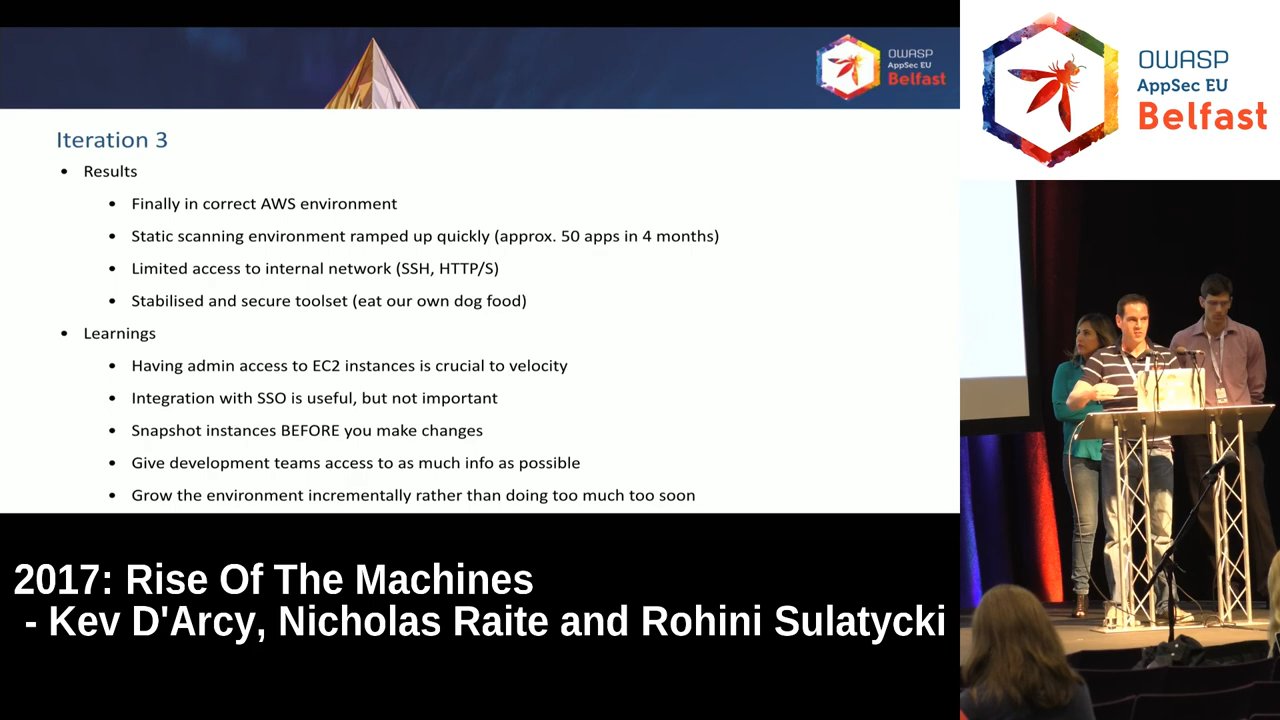 OWASP
AppSec EU
Belfast
OWASP
AppSec EU
Belfast
Iteration 3
• Results
• Finally in correct AWS environment
• Static scanning environment ramped up quickly (approx. 50 apps in 4 months)
• Limited access to internal network (SSH, HTTP/S)
• Stabilised and secure toolset (eat our own dog food)
• Learnings
• Having admin access to EC2 instances is crucial to velocity
• Integration with SSO is useful, but not important
• Snapshot instances BEFORE you make changes
• Give development teams access to as much info as possible
• Grow the environment incrementally rather than doing too much too soon
2017: Rise Of The Machines
- Kev D'Arcy, Nicholas Raite and Rohini Sulatycki